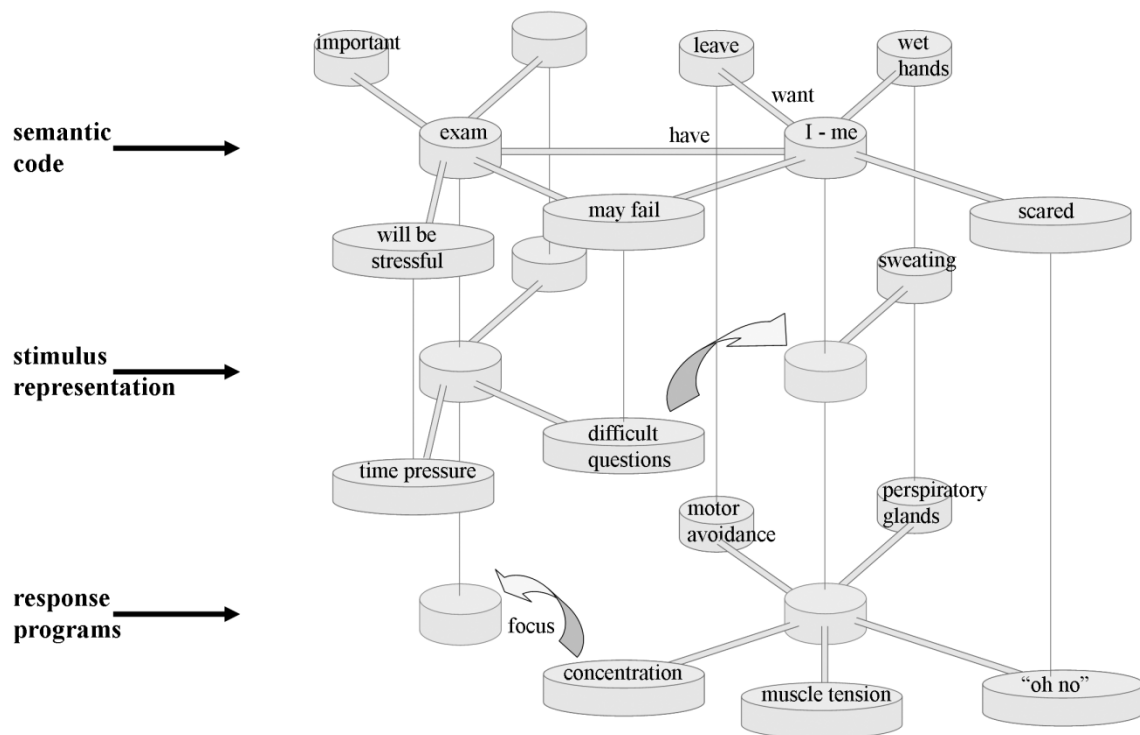 important
leave
wet
hands
want
semantic
code
exam
have
I - me
may fail
scared
will be
stressful
sweating
stimulus
representation
difficult
questions
time pressure
motor
avoidance
perspiratory
glands
response
programs
focus
concentration
muscle tension
“oh no”